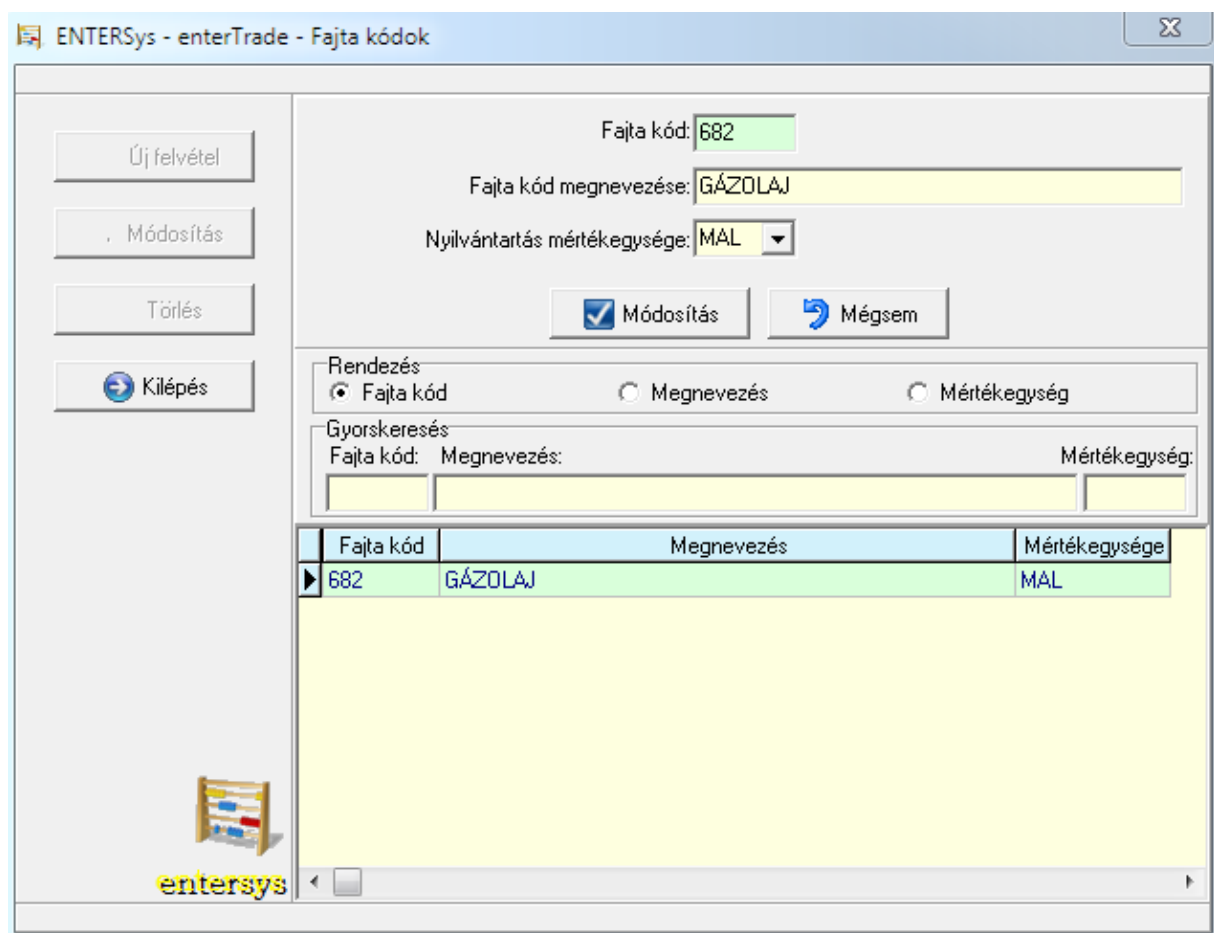 ENTERSys - enterTrade - Fajta kódok
Új felvétel
. Módosítás
Törlés
Kilépés
Fajta kód: 682
Fajta kód megnevezése: GÁZOLAJ
Nyilvántartás mértékegysége: MAL
Módosítás Mégsem
Rendezés
Fajta kód Megnevezés Mértékegység
Gyorskeresés
Fajta kód: Megnevezés: Mértékegység:
Fajta kód Megnevezés Mértékegysége
682 GÁZOLAJ MAL
entersys